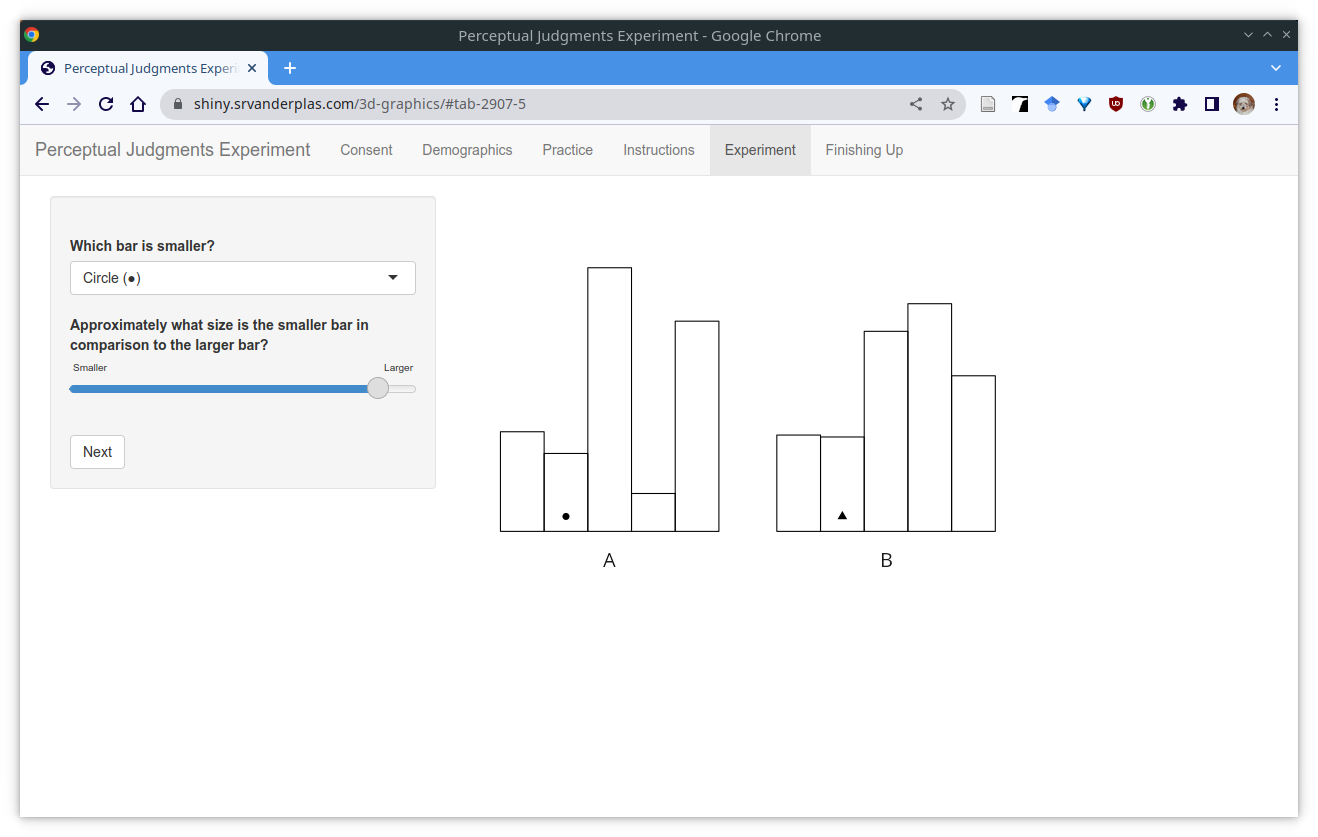 Perceptual Judgments Experiment - Google Chrome
Perceptual Judgments Experi
shiny.srvanderplas.com/3d-graphics/#tab-2907-5
Perceptual Judgments Experiment Consent Demographics Practice Instructions Experiment Finishing Up
Which bar is smaller?
Circle (●)
Approximately what size is the smaller bar in
comparison to the larger bar?
Smaller Larger
Next
A B